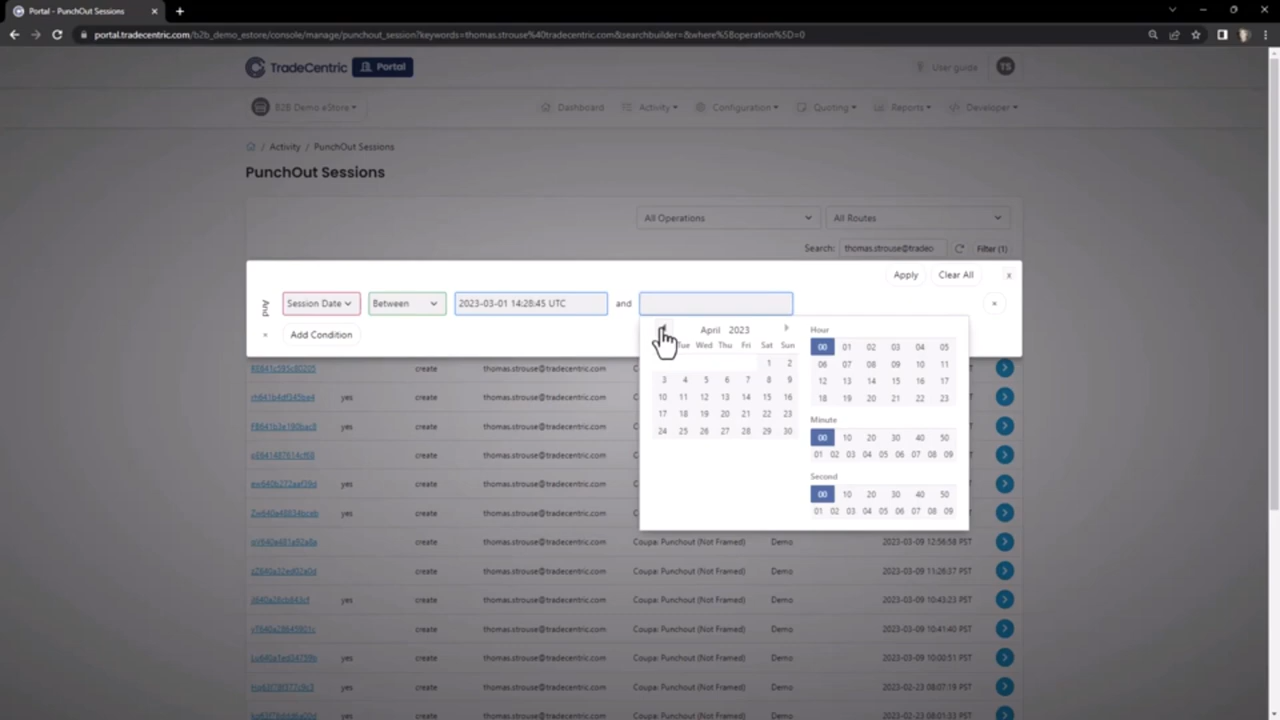 Portal - PunchOut Sessions
portal.tradecentric.com/b2b_demo_estore/console/manage/punchout_session?keywords=thomas.strouse%40tradecentric.com&searchbuilder=&where%5Boperation%5D=0
TradeCentric Portal User guide TS
B2B Demo eStore Dashboard Activity Configuration Quoting Reports Developer
/ Activity / PunchOut Sessions
PunchOut Sessions
All Operations All Routes
Search: thomas.strouse@tradeo Filter (1)
Apply Clear All x
And Session Date Between 2023-03-01 14:28:45 UTC and ×
× Add Condition
April 2023
Tue Wed Thu Fri Sat Sun
1 2
3 4 5 6 7 8 9
10 11 12 13 14 15 16
17 18 19 20 21 22 23
24 25 26 27 28 29 30
Hour
00 01 02 03 04 05
06 07 08 09 10 11
12 13 14 15 16 17
18 19 20 21 22 23
Minute
00 10 20 30 40 50
01 02 03 04 05 06 07 08 09
Second
00 10 20 30 40 50
01 02 03 04 05 06 07 08 09
create thomas.strouse@tradecentric.com
yes create thomas.strouse@tradecentric.com
yes create thomas.strouse@tradecentric.com
create thomas.strouse@tradecentric.com
yes create thomas.strouse@tradecentric.com
yes create thomas.strouse@tradecentric.com
create thomas.strouse@tradecentric.com Coupa: Punchout (Not Framed) Demo 2023-03-09 12:56:58 PST
create thomas.strouse@tradecentric.com Coupa: Punchout (Not Framed) Demo 2023-03-09 11:26:37 PST
yes create thomas.strouse@tradecentric.com Coupa: Punchout (Not Framed) Demo 2023-03-09 10:43:23 PST
yes create thomas.strouse@tradecentric.com Coupa: Punchout (Not Framed) Demo 2023-03-09 10:41:40 PST
yes create thomas.strouse@tradecentric.com Coupa: Punchout (Not Framed) Demo 2023-03-09 10:00:51 PST
yes create thomas.strouse@tradecentric.com Coupa: Punchout (Not Framed) Demo 2023-02-23 08:07:19 PST
yes create thomas.strouse@tradecentric.com Coupa: Punchout (Not Framed) Demo 2023-02-23 08:01:33 PST